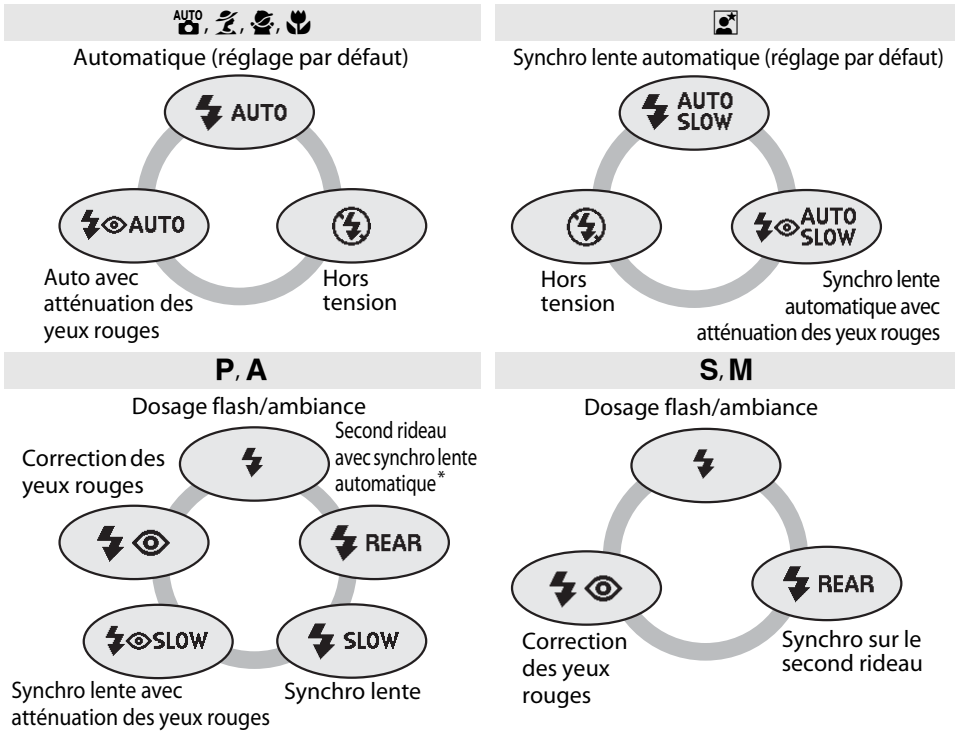 AUTO, , ,
Automatique (réglage par défaut)
AUTO
AUTO
Auto avec
atténuation des
yeux rouges
Hors
tension
Synchro lente automatique (réglage par défaut)
AUTO
SLOW
Hors
tension
AUTO
SLOW
Synchro lente
automatique avec
atténuation des yeux rouges
P, A
Dosage flash/ambiance
Correction des
yeux rouges
Second rideau
avec synchro lente
automatique*
REAR
SLOW
SLOW
Synchro lente avec
atténuation des yeux rouges
Synchro lente
S, M
Dosage flash/ambiance
REAR
Correction
des yeux
rouges
Synchro sur le
second rideau